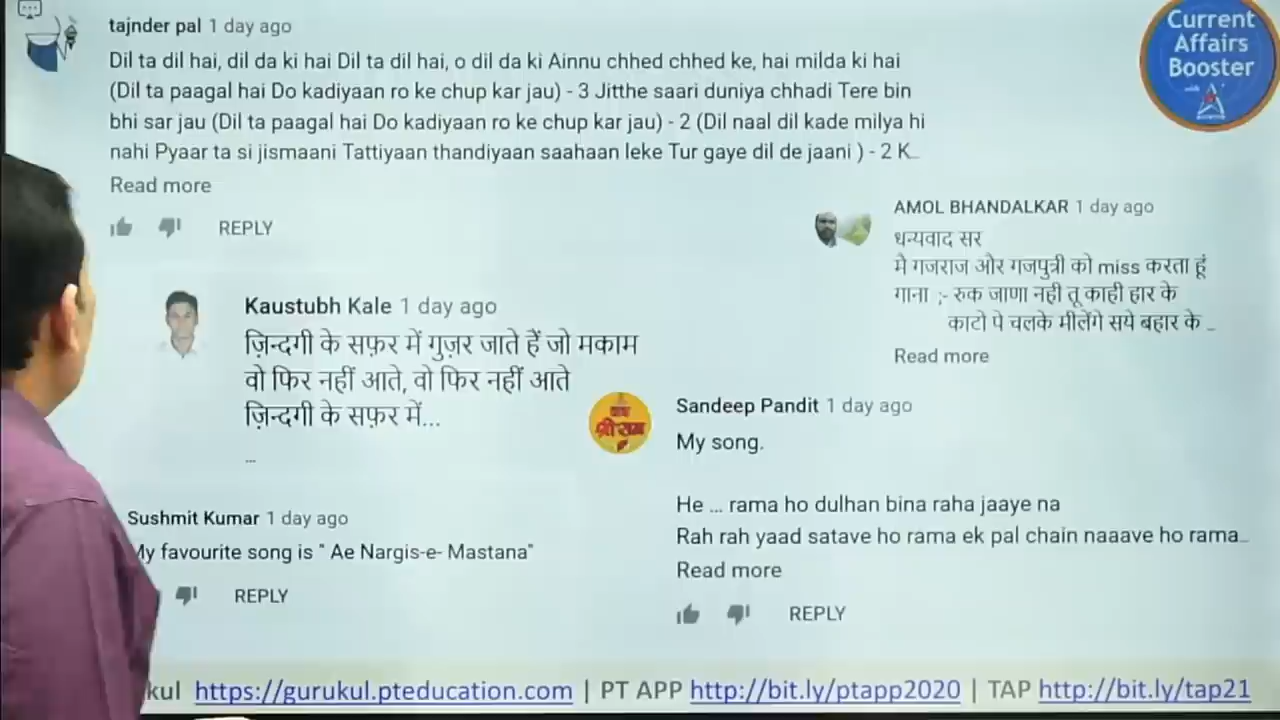 tajnder pal 1 day ago
Dil ta dil hai, dil da ki hai Dil ta dil hai, o dil da ki Ainnu chhed chhed ke, hai milda ki hai
(Dil ta paagal hai Do kadiyaan ro ke chup kar jau) - 3 Jitthe saari duniya chhadi Tere bin
bhi sar jau (Dil ta paagal hai Do kadiyaan ro ke chup kar jau) - 2 (Dil naal dil kade milya hi
nahi Pyaar ta si jismaani Tattiyaan thandiyaan saahaan leke Tur gaye dil de jaani ) - 2 K...
Read more
REPLY
Current
Affairs
Booster
AMOL BHANDALKAR 1 day ago
धन्यवाद सर
मै गजराज और गजपुत्री को miss करता हूं
गाना ;- रुक जाणा नही तू काही हार के
काटो पे चलके मीलेंगे सये बहार के ...
Read more
Kaustubh Kale 1 day ago
ज़िन्दगी के सफ़र में गुज़र जाते हैं जो मकाम
वो फिर नहीं आते, वो फिर नहीं आते
ज़िन्दगी के सफ़र में...
...
Sandeep Pandit 1 day ago
My song.
He ... rama ho dulhan bina raha jaaye na
Rah rah yaad satave ho rama ek pal chain naaave ho rama...
Read more
REPLY
श्री राम
Sushmit Kumar 1 day ago
My favourite song is " Ae Nargis-e- Mastana"
REPLY
kul https://gurukul.pteducation.com | PT APP http://bit.ly/ptapp2020 | TAP http://bit.ly/tap21